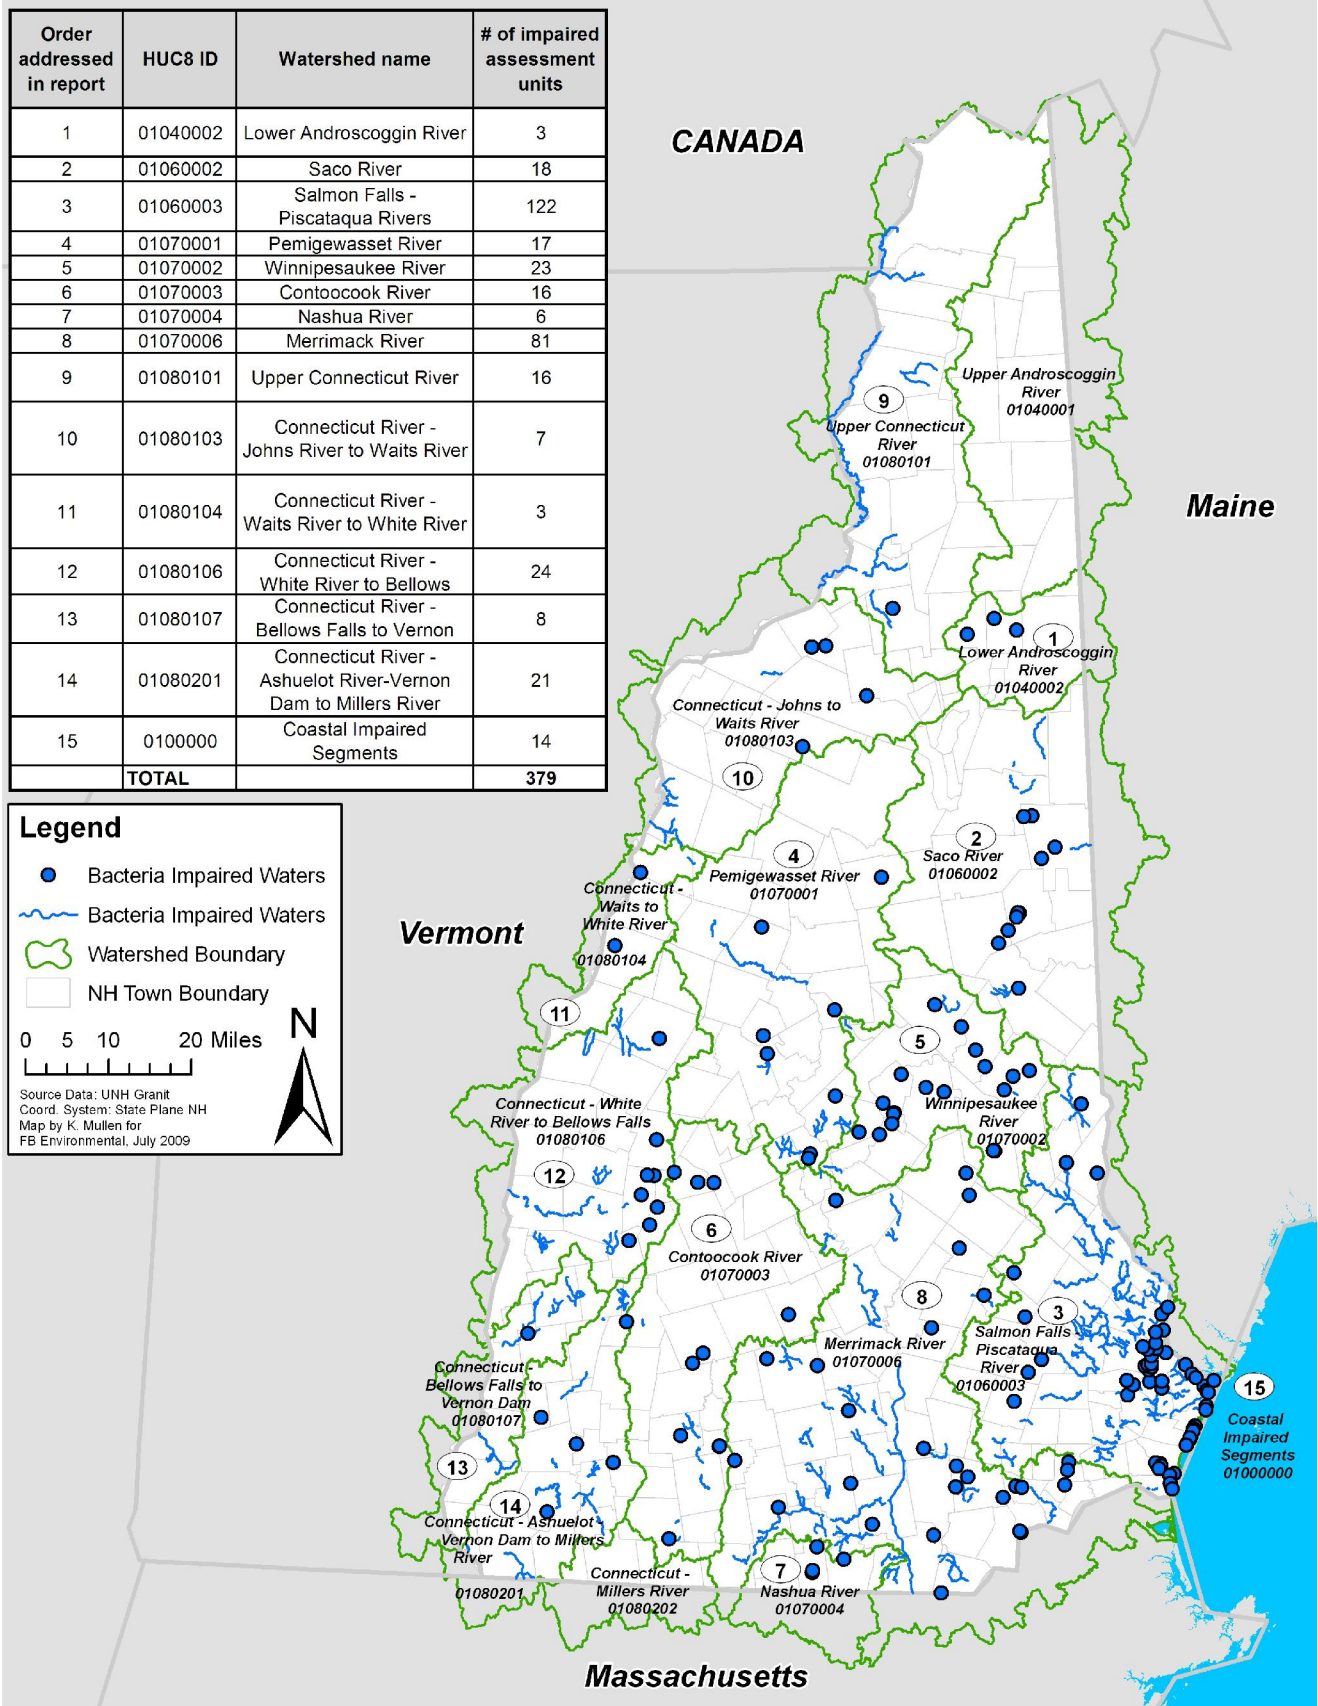 Order addressed in report | HUC8 ID | Watershed name | # of impaired assessment units
1 | 01040002 | Lower Androscoggin River | 3
2 | 01060002 | Saco River | 18
3 | 01060003 | Salmon Falls - Piscataqua Rivers | 122
4 | 01070001 | Pemigewasset River | 17
5 | 01070002 | Winnipesaukee River | 23
6 | 01070003 | Contoocook River | 16
7 | 01070004 | Nashua River | 6
8 | 01070006 | Merrimack River | 81
9 | 01080101 | Upper Connecticut River | 16
10 | 01080103 | Connecticut River - Johns River to Waits River | 7
11 | 01080104 | Connecticut River - Waits River to White River | 3
12 | 01080106 | Connecticut River - White River to Bellows | 24
13 | 01080107 | Connecticut River - Bellows Falls to Vernon | 8
14 | 01080201 | Connecticut River - Ashuelot River-Vernon Dam to Millers River | 21
15 | 0100000 | Coastal Impaired Segments | 14
TOTAL | 379
Legend
Bacteria Impaired Waters
Bacteria Impaired Waters
Watershed Boundary
NH Town Boundary
0 5 10 20 Miles
N
Source Data: UNH Granit
Coord. System: State Plane NH
Map by K. Mullen for
FB Environmental, July 2009
CANADA
Maine
Vermont
Massachusetts
9
Upper Connecticut
River
01080101
Upper Androscoggin
River
01040001
1
Lower Androscoggin
River
01040002
Connecticut - Johns to
Waits River
01080103
10
2
Saco River
01060002
4
Pemigewasset River
01070001
Connecticut -
Waits to
White River
01080104
11
5
Winnipesaukee
River
01070002
Connecticut - White
River to Bellows Falls
01080106
12
6
Contoocook River
01070003
8
Merrimack River
01070006
3
Salmon Falls -
Piscataqua
River
01060003
15
Coastal
Impaired
Segments
01000000
Connecticut-
Bellows Falls to
Vernon Dam
01080107
13
14
Connecticut - Ashuelot -
Vernon Dam to Millers
River
01080201
Connecticut -
Millers River
01080202
7
Nashua River
01070004